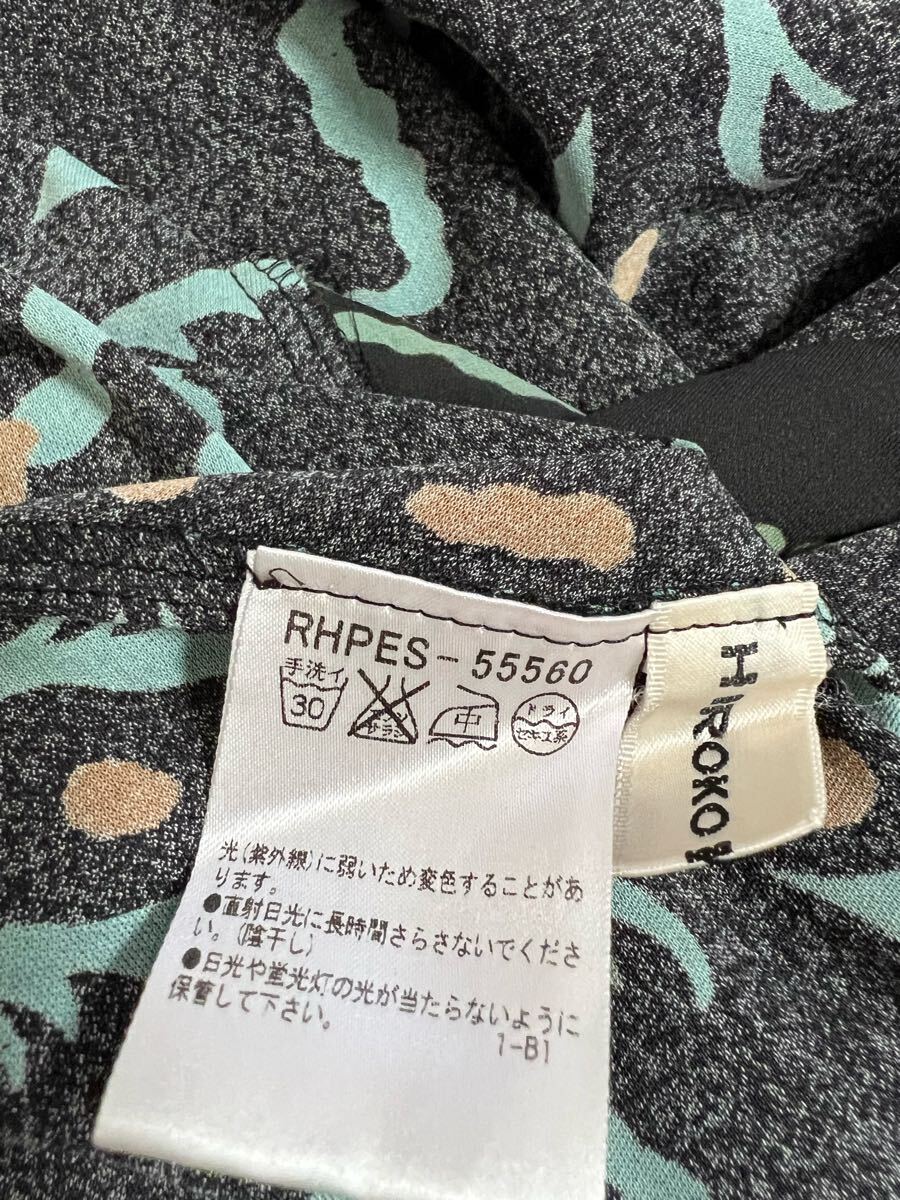 RHPES-55560
手洗イ
30
エンソ
サラシ
中
ドライ
セキユ系
光(紫外線)に弱いため変色することがあ
ります。
●直射日光に長時間さらさないでくださ
い。(陰干し)
●日光や蛍光灯の光が当たらないように
保管して下さい。
1-B1
HIROKO